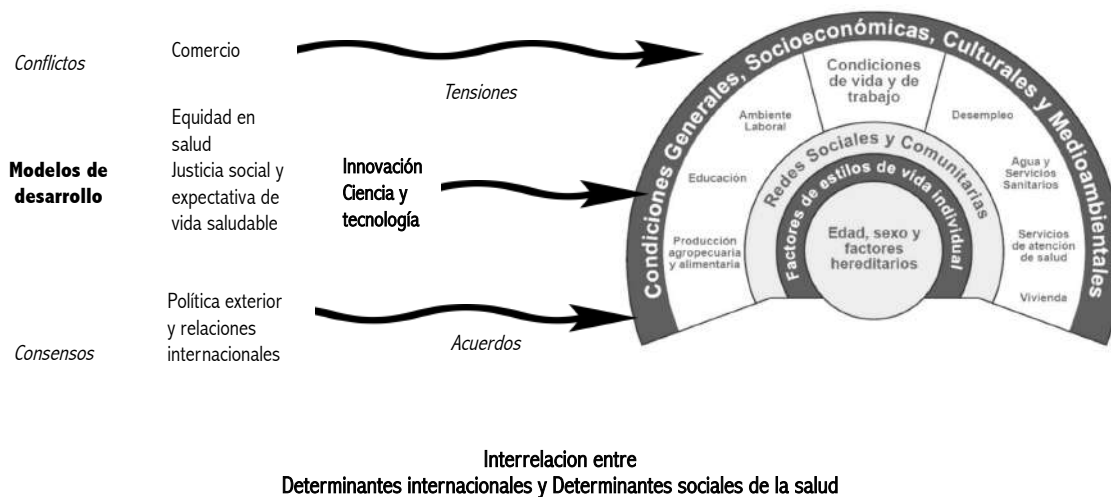 Conflictos
Comercio
Tensiones
Modelos de
desarrollo
Equidad en
salud
Justicia social y
expectativa de
vida saludable
Innovación
Ciencia y
tecnología
Consensos
Política exterior
y relaciones
internacionales
Acuerdos
Condiciones Generales, Socioeconómicas, Culturales y Medioambientales
Condiciones
de vida y de
trabajo
Ambiente
Laboral
Desempleo
Educación
Agua y
Servicios
Sanitarios
Producción
agropecuaria
y alimentaria
Servicios
de atención
de salud
Vivienda
Redes Sociales y Comunitarias
Factores de estilos de vida individual
Edad, sexo y
factores
hereditarios
Interrelacion entre
Determinantes internacionales y Determinantes sociales de la salud